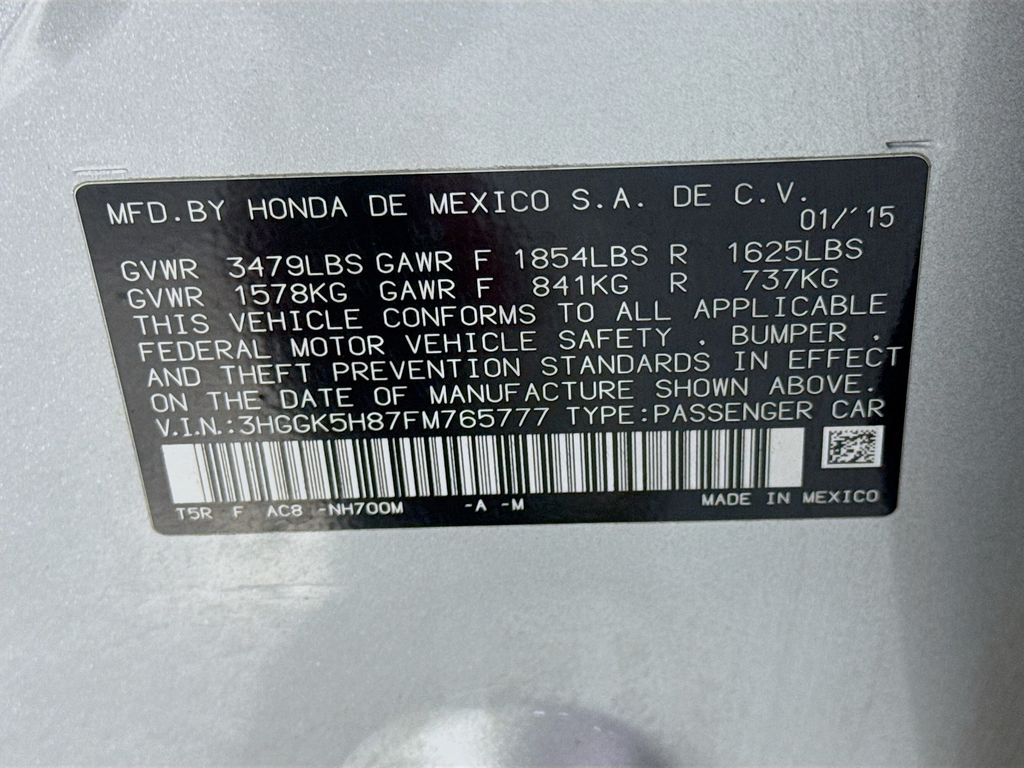 MFD.BY HONDA DE MEXICO S.A. DE C.V.
01/'15
GVWR 3479LBS GAWR F 1854LBS R 1625LBS
GVWR 1578KG GAWR F 841KG R 737KG
THIS VEHICLE CONFORMS TO ALL APPLICABLE
FEDERAL MOTOR VEHICLE SAFETY . BUMPER .
AND THEFT PREVENTION STANDARDS IN EFFECT
ON THE DATE OF MANUFACTURE SHOWN ABOVE.
V.I.N.:3HGGK5H87FM765777 TYPE:PASSENGER CAR
T5R F AC8 -NH700M -A -M MADE IN MEXICO